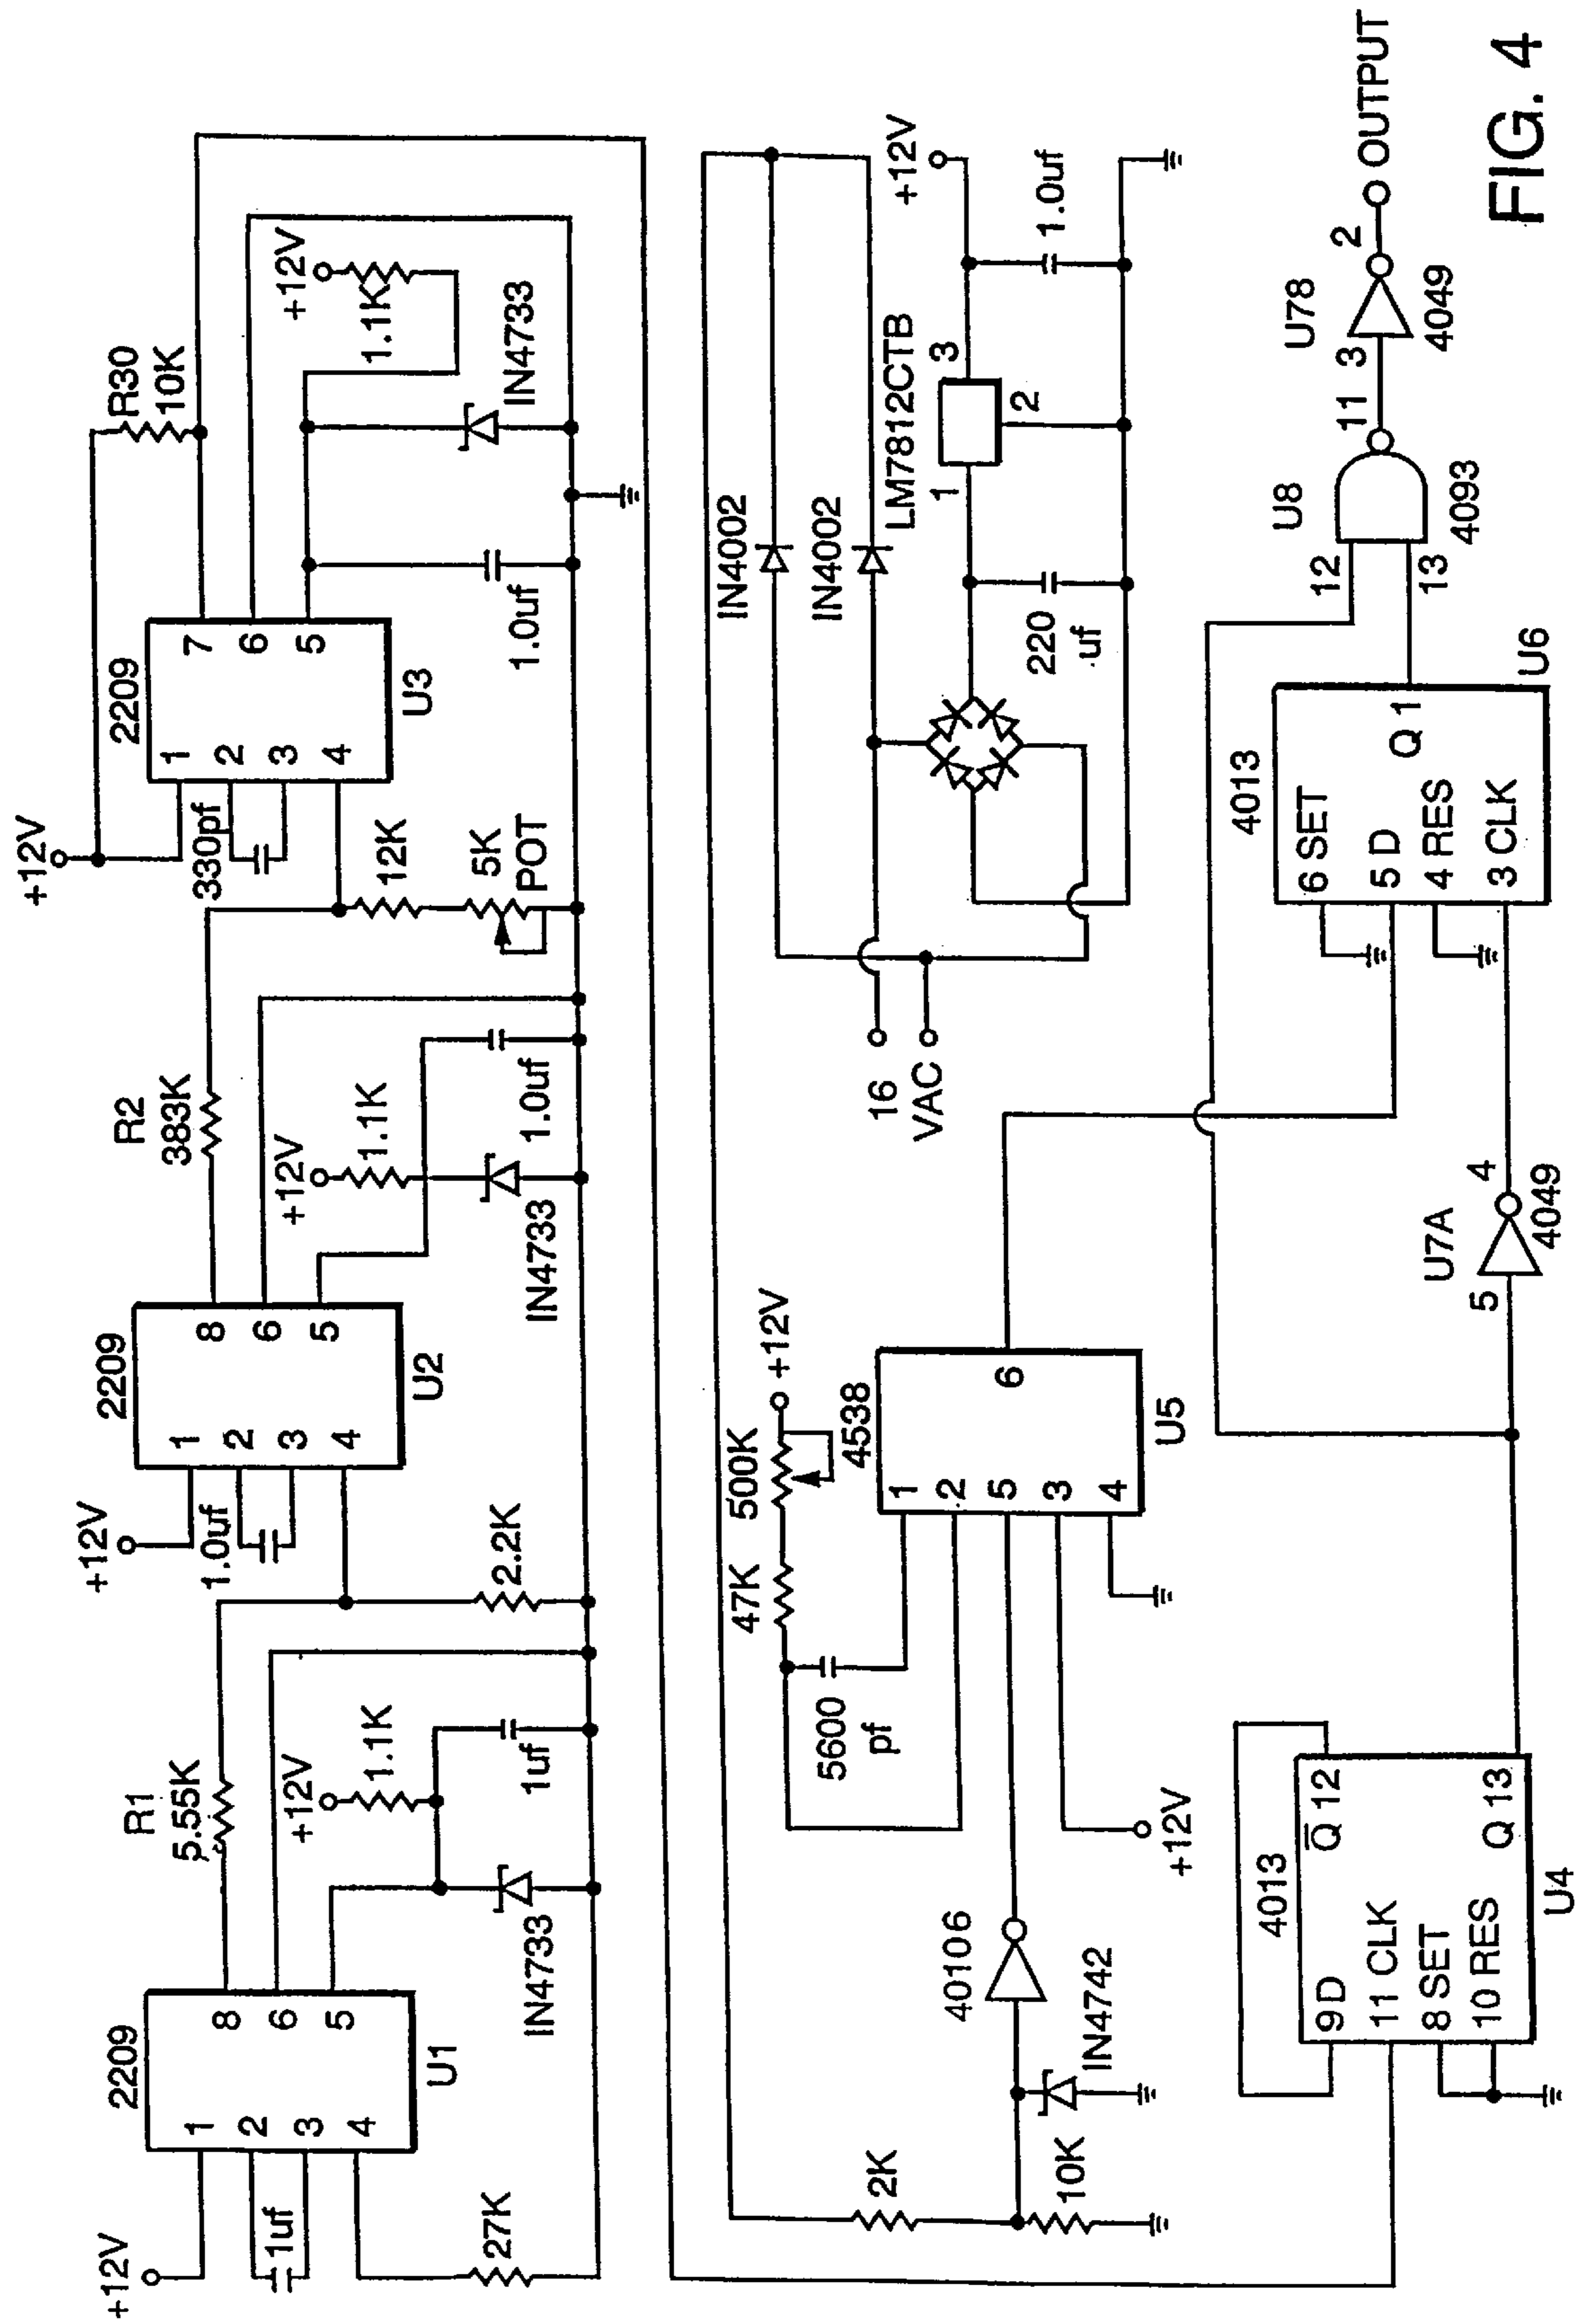 +12V
1uf
27K
2209
1
2
3
4
8
6
5
U1
R1
5.55K
+12V
1.1K
1uf
IN4733
2.2K
+12V
1.0uf
2209
1
2
3
4
8
6
5
U2
R2
383K
+12V
1.1K
1.0uf
IN4733
+12V
330pf
12K
5K
POT
2209
1
2
3
4
7
6
5
U3
R30
10K
1.0uf
+12V
1.1K
IN4733
2K
10K
IN4742
40106
5600
pf
47K
500K
+12V
+12V
4538
1
2
5
3
4
6
U5
16
VAC
IN4002
IN4002
220
uf
LM7812CTB
1
3
2
+12V
1.0uf
4013
9 D
11 CLK
8 SET
10 RES
Q 12
Q 13
U4
U7A
5
4
4049
4013
6 SET
5 D
4 RES
3 CLK
Q 1
U6
U8
12
13
11
4093
U78
3
2
4049
OUTPUT
FIG. 4